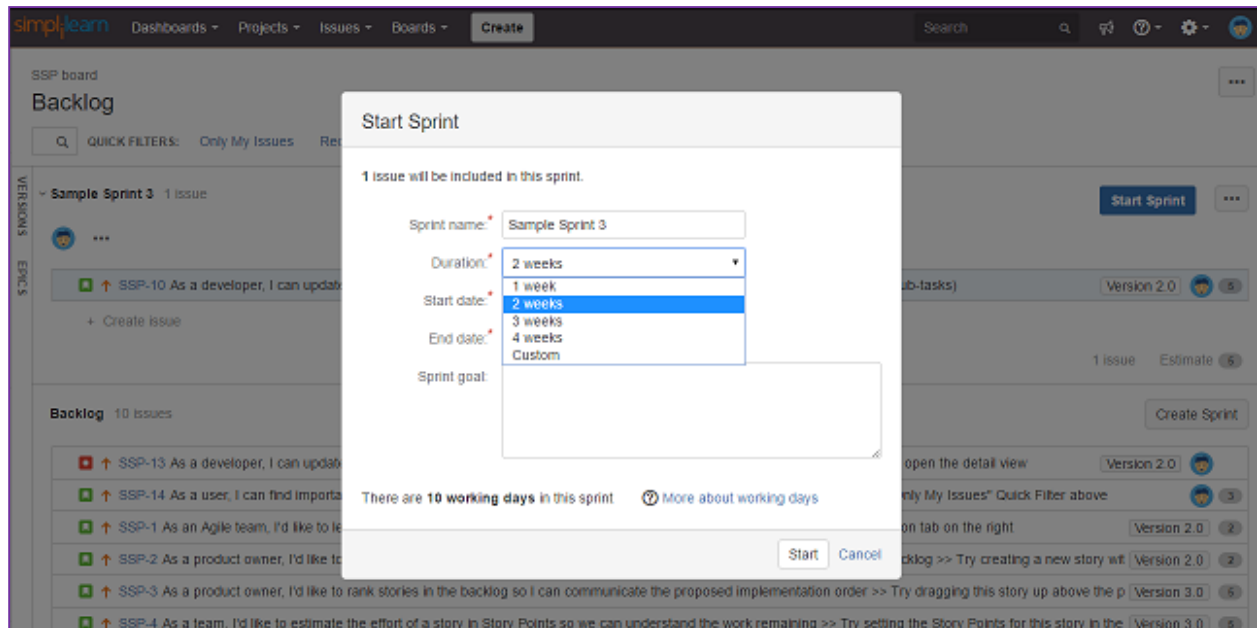 simplilearn Dashboards Projects Issues Boards Create Search
SSP board
Backlog
QUICK FILTERS: Only My Issues
Start Sprint
1 issue will be included in this sprint.
VERSIONS
EPICS
Sample Sprint 3 1 issue
Start Sprint
Sprint name:* Sample Sprint 3
Duration:* 2 weeks
1 week
2 weeks
3 weeks
4 weeks
Custom
Start date:*
End date:*
Sprint goal:
SSP-10 As a developer, I can update
Version 2.0 5
+ Create issue
1 issue Estimate 5
Backlog 10 issues
Create Sprint
SSP-13 As a developer, I can update open the detail view Version 2.0
SSP-14 As a user, I can find Only My Issues" Quick Filter above 3
There are 10 working days in this sprint More about working days
SSP-1 As an Agile team, I'd like to on tab on the right Version 2.0 2
SSP-2 As a product owner, I'd like to >> Try creating a new story Version 2.0 2
Start Cancel
SSP-3 As a product owner, I'd like to rank stories in the backlog so I can communicate the proposed implementation order >> Try dragging this story up above the p Version 3.0 5
SSP-4 As a team, I'd like to estimate the effort of a story in Story Points so we can understand the work remaining >> Try setting the Story Points for this story in the Version 3.0 5